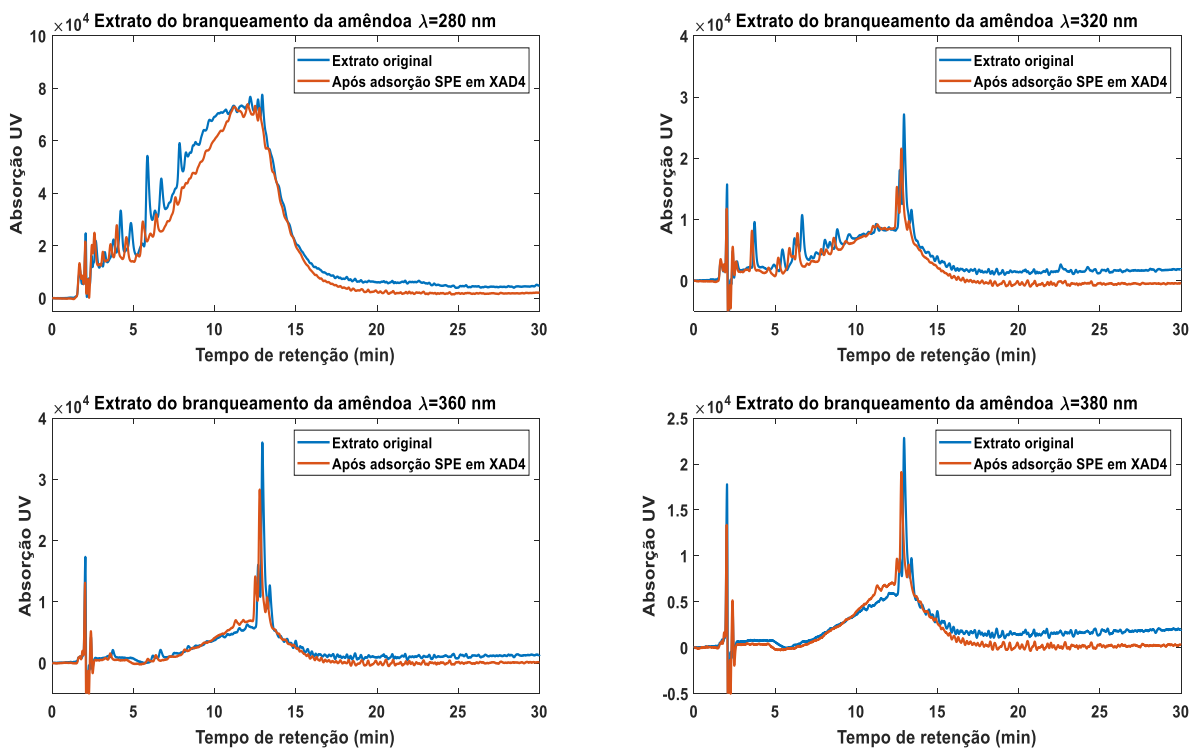 ×10⁴ Extrato do branqueamento da amêndoa λ=280 nm
10
8
6
4
2
0
Absorção UV
Extrato original
Após adsorção SPE em XAD4
0 5 10 15 20 25 30
Tempo de retenção (min)
×10⁴ Extrato do branqueamento da amêndoa λ=320 nm
4
3
2
1
0
Absorção UV
Extrato original
Após adsorção SPE em XAD4
0 5 10 15 20 25 30
Tempo de retenção (min)
×10⁴ Extrato do branqueamento da amêndoa λ=360 nm
4
3
2
1
0
Absorção UV
Extrato original
Após adsorção SPE em XAD4
0 5 10 15 20 25 30
Tempo de retenção (min)
×10⁴ Extrato do branqueamento da amêndoa λ=380 nm
2.5
2
1.5
1
0.5
0
-0.5
Absorção UV
Extrato original
Após adsorção SPE em XAD4
0 5 10 15 20 25 30
Tempo de retenção (min)